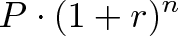 P · (1 + r)ⁿ